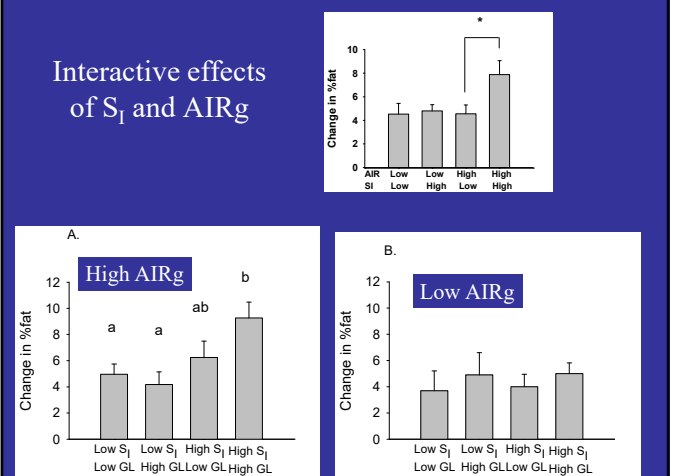 Interactive effects
of SI and AIRg
*
Change in %fat
10
8
6
4
2
0
AIR Low Low High High
SI Low High Low High
A.
High AIRg
Change in %fat
12
10
8
6
4
2
0
a a ab b
Low SI Low SI High SI High SI
Low GL High GL Low GL High GL
B.
Low AIRg
Change in %fat
12
10
8
6
4
2
0
Low SI Low SI High SI High SI
Low GL High GL Low GL High GL